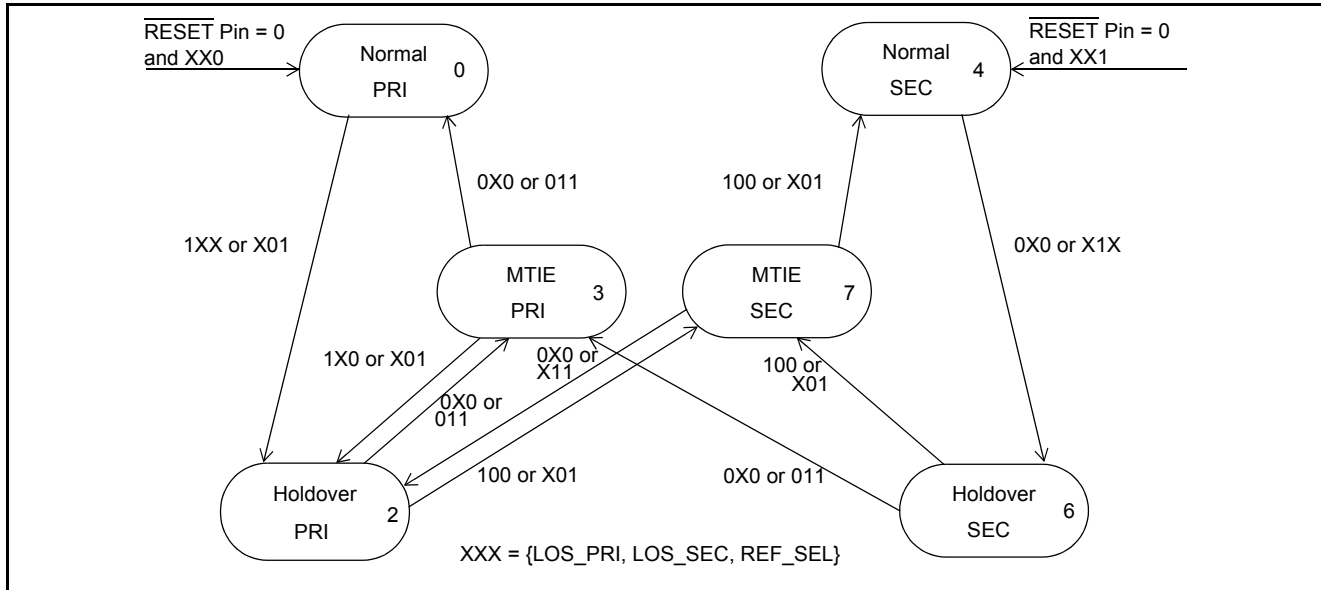 RESET Pin = 0
and XX0
Normal
PRI
0
Normal
SEC
4
RESET Pin = 0
and XX1
0X0 or 011
100 or X01
1XX or X01
0X0 or X1X
MTIE
PRI
3
MTIE
SEC
7
1X0 or X01
0X0 or
X11
100 or
X01
0X0 or
011
100 or X01
0X0 or 011
Holdover
PRI
2
Holdover
SEC
6
XXX = {LOS_PRI, LOS_SEC, REF_SEL}